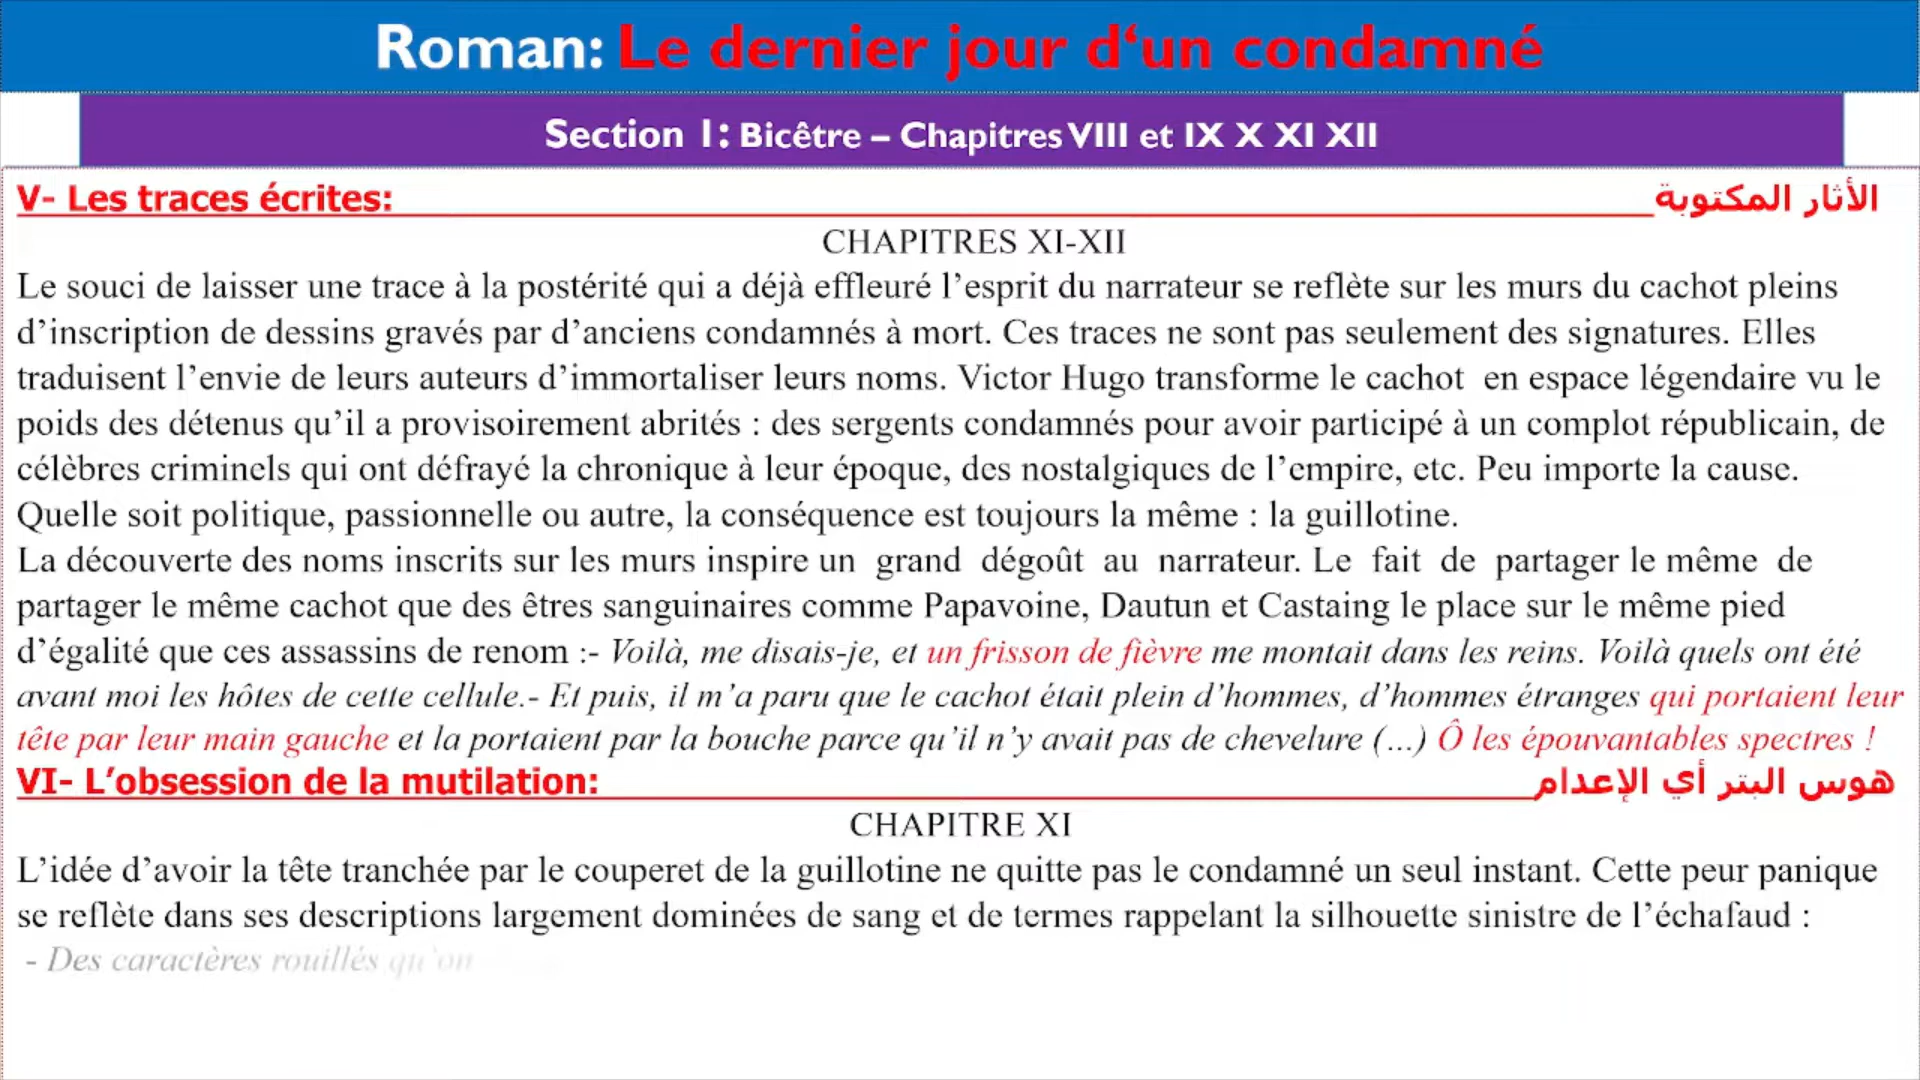 Roman: Le dernier jour d‘un condamné
Section 1: Bicêtre – Chapitres VIII et IX X XI XII
V- Les traces écrites: الأثار المكتوبة
CHAPITRES XI-XII
Le souci de laisser une trace à la postérité qui a déjà effleuré l’esprit du narrateur se reflète sur les murs du cachot pleins
d’inscription de dessins gravés par d’anciens condamnés à mort. Ces traces ne sont pas seulement des signatures. Elles
traduisent l’envie de leurs auteurs d’immortaliser leurs noms. Victor Hugo transforme le cachot en espace légendaire vu le
poids des détenus qu’il a provisoirement abrités : des sergents condamnés pour avoir participé à un complot républicain, de
célèbres criminels qui ont défrayé la chronique à leur époque, des nostalgiques de l’empire, etc. Peu importe la cause.
Quelle soit politique, passionnelle ou autre, la conséquence est toujours la même : la guillotine.
La découverte des noms inscrits sur les murs inspire un grand dégoût au narrateur. Le fait de partager le même de
partager le même cachot que des êtres sanguinaires comme Papavoine, Dautun et Castaing le place sur le même pied
d’égalité que ces assassins de renom :- Voilà, me disais-je, et un frisson de fièvre me montait dans les reins. Voilà quels ont été
avant moi les hôtes de cette cellule.- Et puis, il m’a paru que le cachot était plein d’hommes, d’hommes étranges qui portaient leur
tête par leur main gauche et la portaient par la bouche parce qu’il n’y avait pas de chevelure (...) Ô les épouvantables spectres !
VI- L’obsession de la mutilation: هوس البتر أي الإعدام
CHAPITRE XI
L’idée d’avoir la tête tranchée par le couperet de la guillotine ne quitte pas le condamné un seul instant. Cette peur panique
se reflète dans ses descriptions largement dominées de sang et de termes rappelant la silhouette sinistre de l’échafaud :
- Des caractères rouillés qu’on